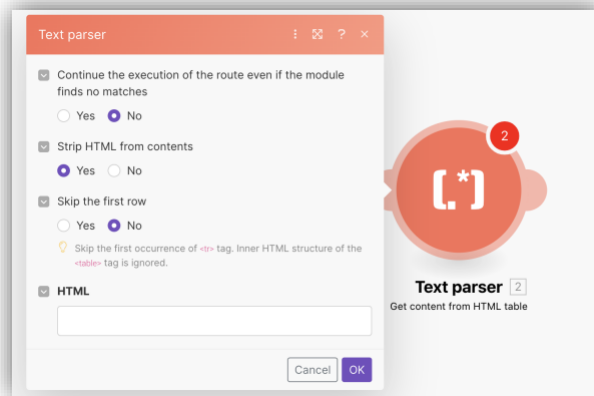 Text parser
Continue the execution of the route even if the module
finds no matches
Yes No
Strip HTML from contents
Yes No
Skip the first row
Yes No
Skip the first occurrence of <tr> tag. Inner HTML structure of the
<table> tag is ignored.
HTML
Cancel OK
2
(.*)
Text parser 2
Get content from HTML table